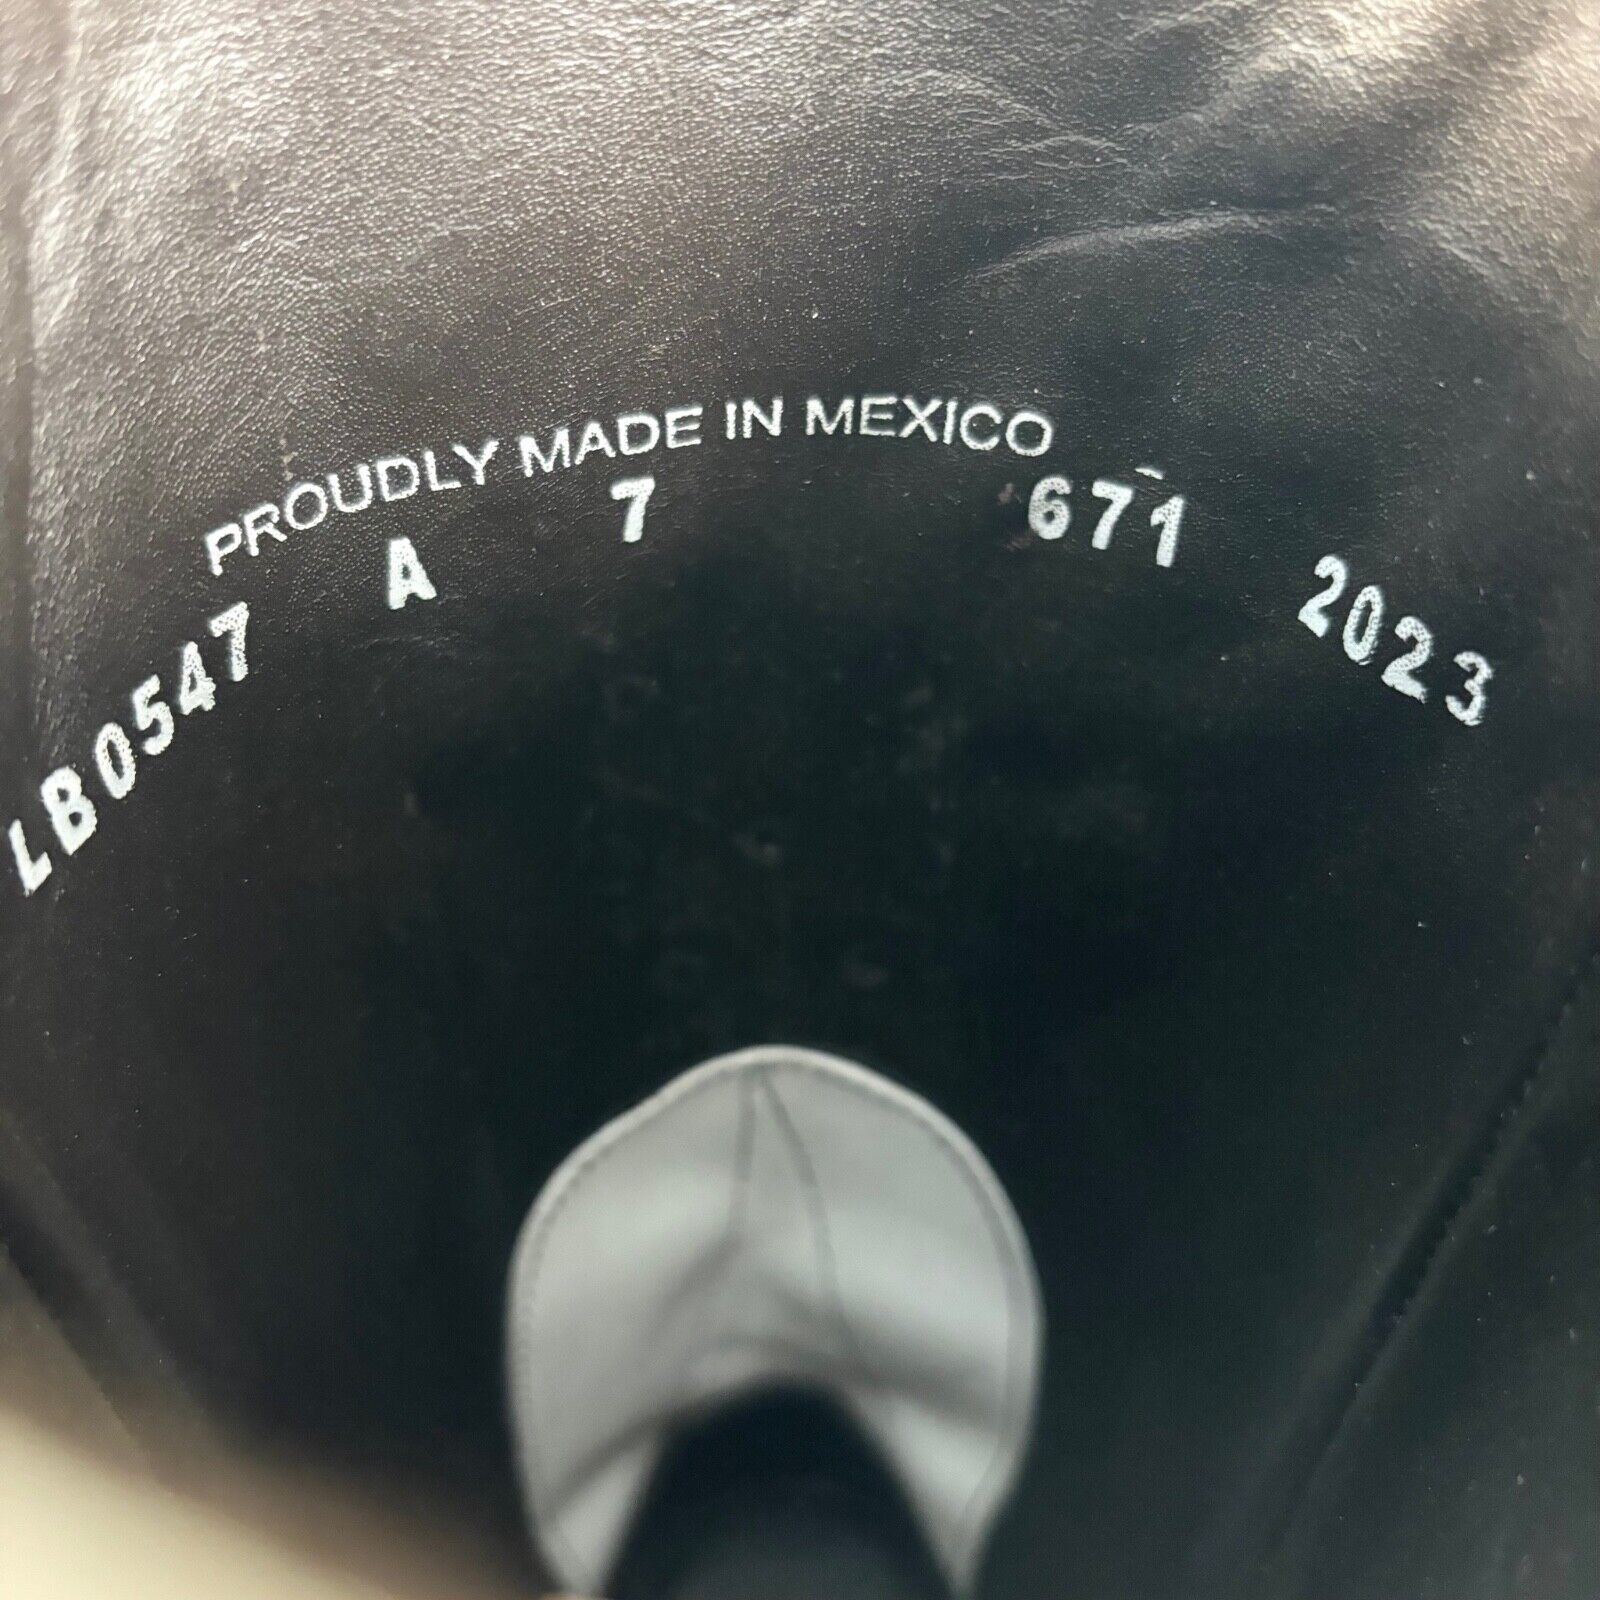 PROUDLY MADE IN MEXICO
LB0547 A 7 671 2023